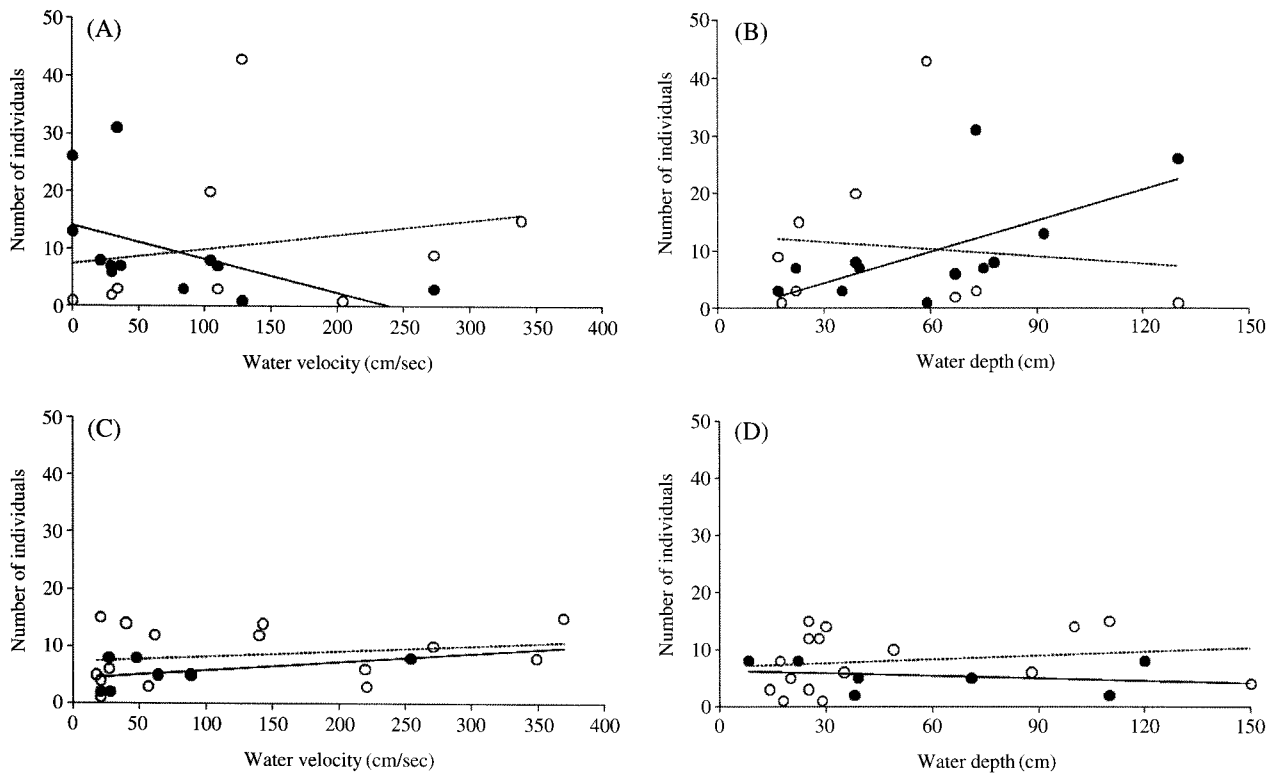 (A)
50
40
30
20
10
0
Number of individuals
0 50 100 150 200 250 300 350 400
Water velocity (cm/sec)
(B)
50
40
30
20
10
0
Number of individuals
0 30 60 90 120 150
Water depth (cm)
(C)
50
40
30
20
10
0
Number of individuals
0 50 100 150 200 250 300 350 400
Water velocity (cm/sec)
(D)
50
40
30
20
10
0
Number of individuals
0 30 60 90 120 150
Water depth (cm)